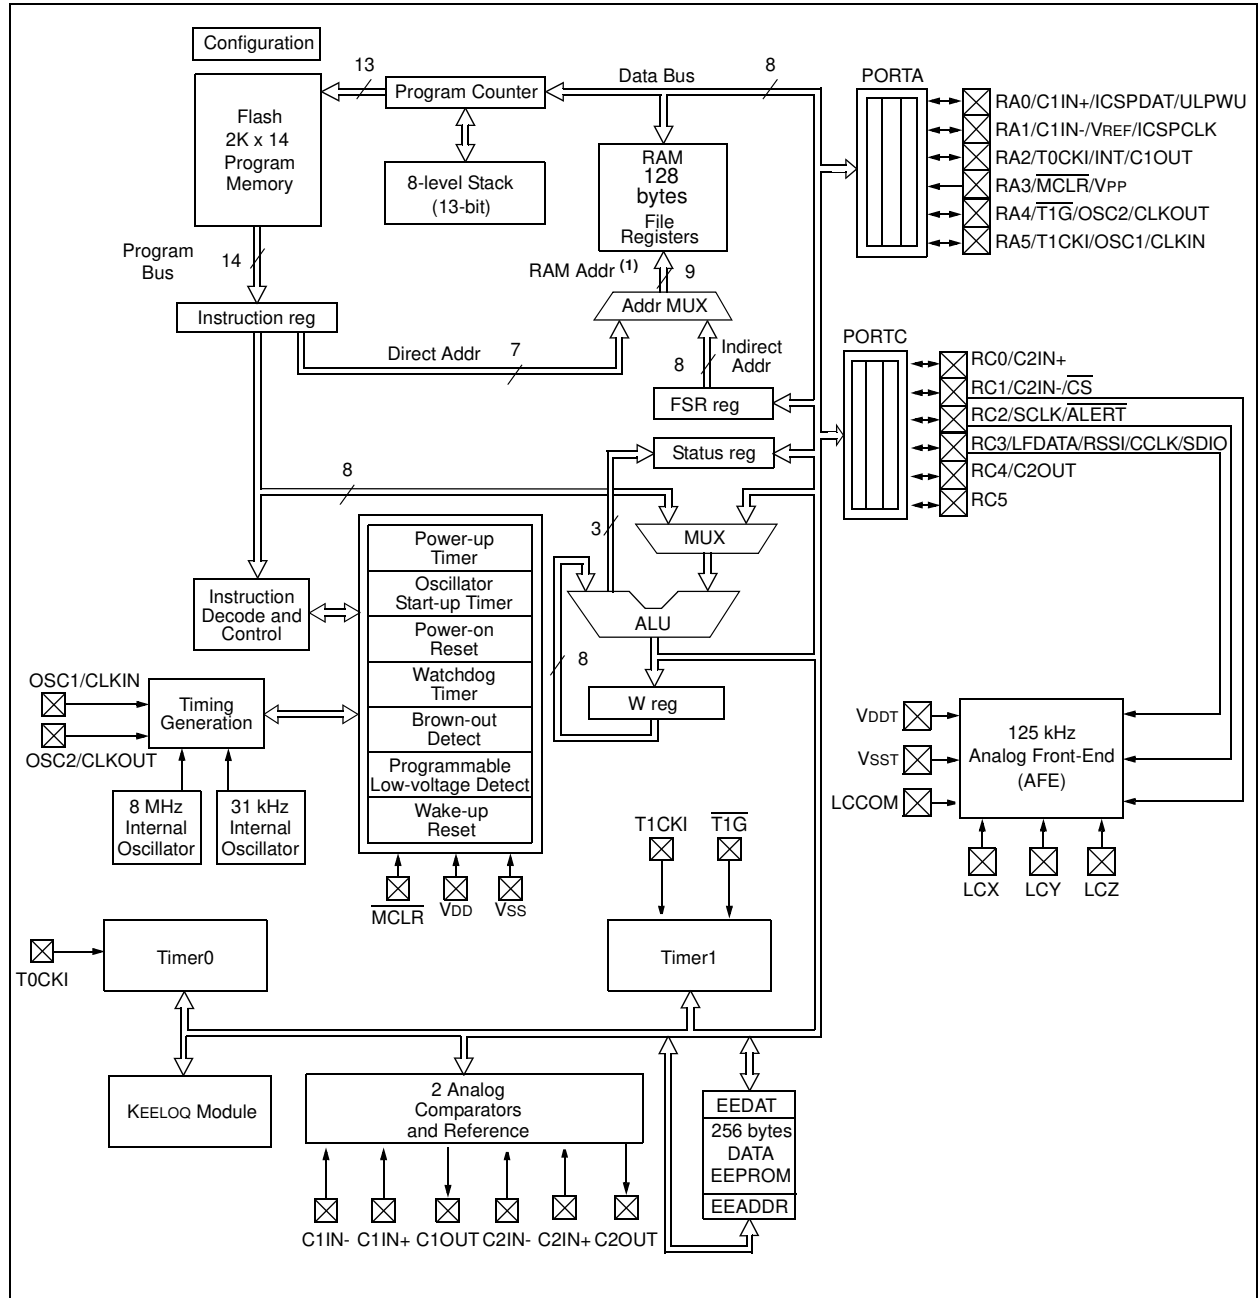 Configuration
13
Data Bus
8
PORTA
Program Counter
Flash
2K x 14
Program
Memory
8-level Stack
(13-bit)
RAM
128
bytes
File
Registers
RA0/C1IN+/ICSPDAT/ULPWU
RA1/C1IN-/VREF/ICSPCLK
RA2/T0CKI/INT/C1OUT
RA3/MCLR/VPP
RA4/T1G/OSC2/CLKOUT
RA5/T1CKI/OSC1/CLKIN
Program
Bus
14
RAM Addr (1)
9
Addr MUX
Instruction reg
Direct Addr
7
8
Indirect
Addr
FSR reg
Status reg
PORTC
RC0/C2IN+
RC1/C2IN-/CS
RC2/SCLK/ALERT
RC3/LFDATA/RSSI/CCLK/SDIO
RC4/C2OUT
RC5
8
3
MUX
ALU
8
W reg
Instruction
Decode and
Control
Power-up
Timer
Oscillator
Start-up Timer
Power-on
Reset
Watchdog
Timer
Brown-out
Detect
Programmable
Low-voltage Detect
Wake-up
Reset
OSC1/CLKIN
OSC2/CLKOUT
Timing
Generation
8 MHz
Internal
Oscillator
31 kHz
Internal
Oscillator
MCLR
VDD
VSS
VDDT
VSST
LCCOM
125 kHz
Analog Front-End
(AFE)
LCX
LCY
LCZ
T1CKI
T1G
T0CKI
Timer0
Timer1
KEELOQ Module
2 Analog
Comparators
and Reference
C1IN-
C1IN+
C1OUT
C2IN-
C2IN+
C2OUT
EEDAT
256 bytes
DATA
EEPROM
EEADDR